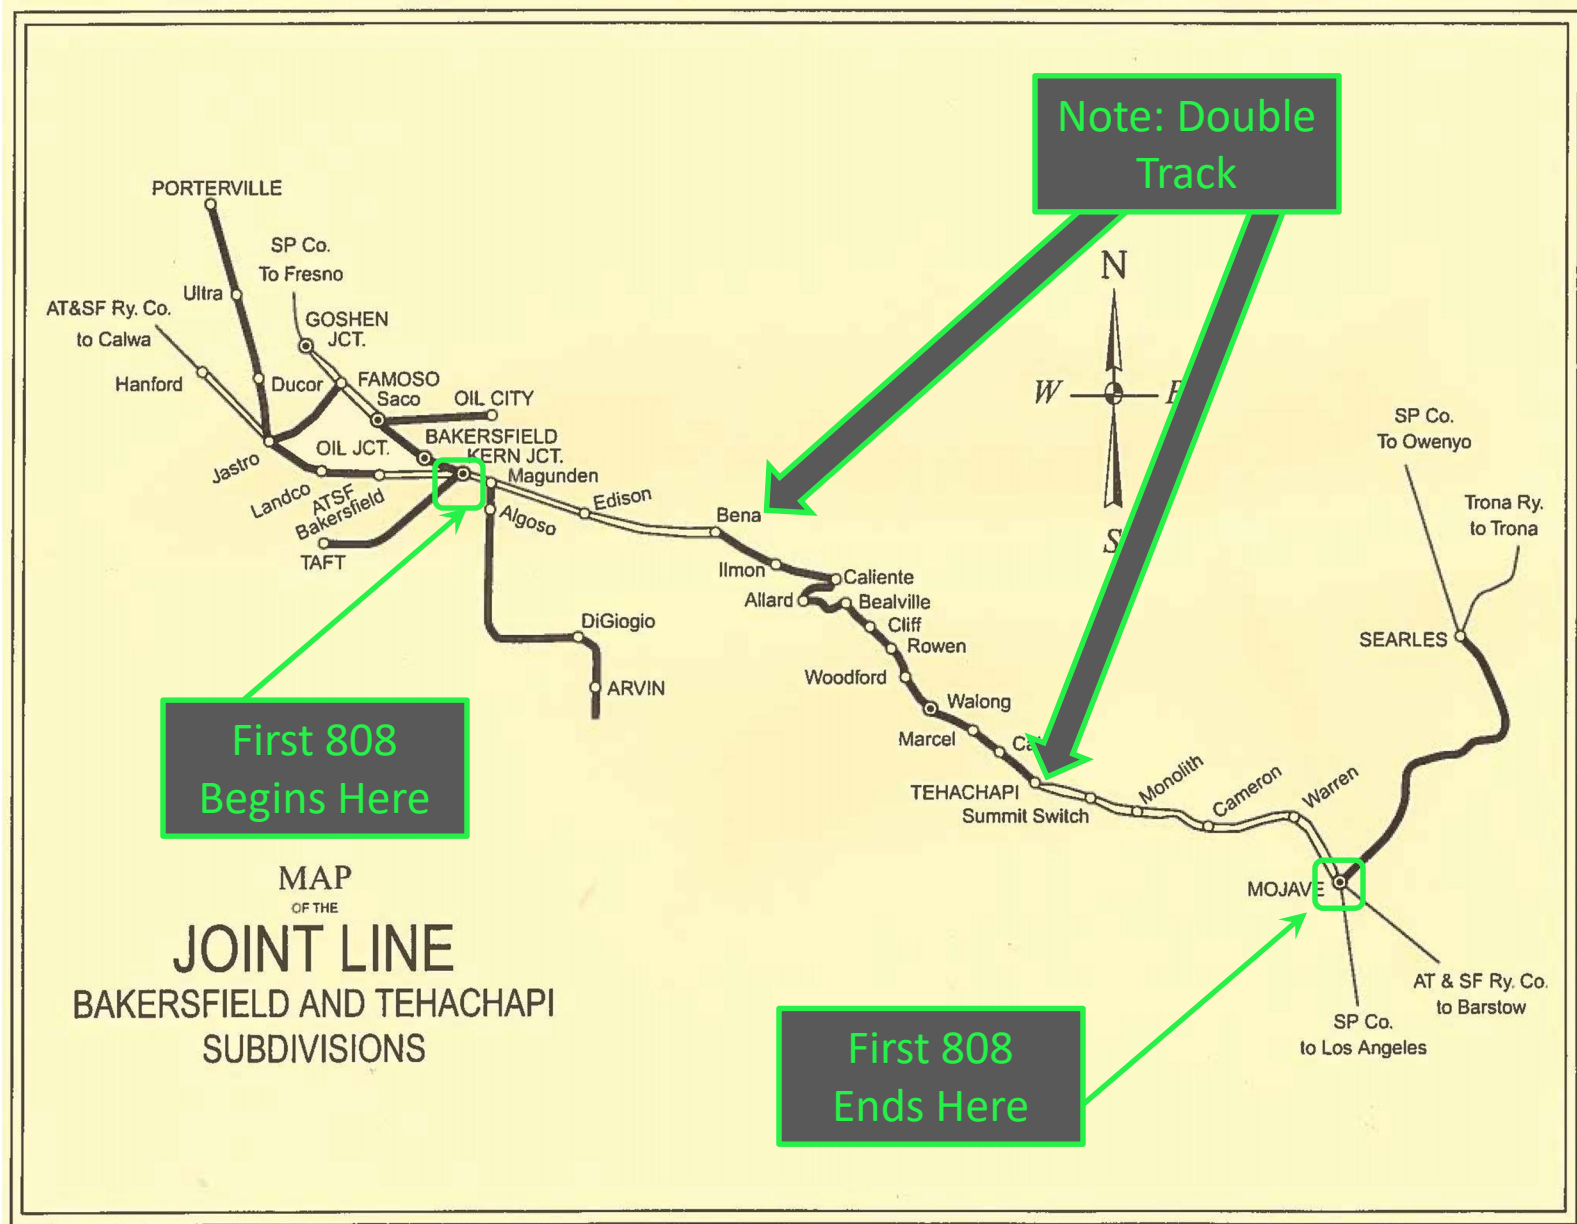 Note: Double
Track
PORTERVILLE
SP Co.
To Fresno
Ultra
AT&SF Ry. Co.
to Calwa
GOSHEN
JCT.
Hanford
Ducor
FAMOSO
Saco
OIL CITY
OIL JCT.
BAKERSFIELD
KERN JCT.
Jastro
Landco
ATSF
Bakersfield
Magunden
Algoso
Edison
TAFT
Bena
Ilmon
Caliente
Allard
Bealville
Cliff
Rowen
Woodford
Walong
Marcel
DiGiogio
ARVIN
N
W
S
SP Co.
To Owenyo
Trona Ry.
to Trona
SEARLES
TEHACHAPI
Summit Switch
Monolith
Cameron
Warren
MOJAVE
AT & SF Ry. Co.
to Barstow
SP Co.
to Los Angeles
First 808
Begins Here
First 808
Ends Here
MAP
OF THE
JOINT LINE
BAKERSFIELD AND TEHACHAPI
SUBDIVISIONS